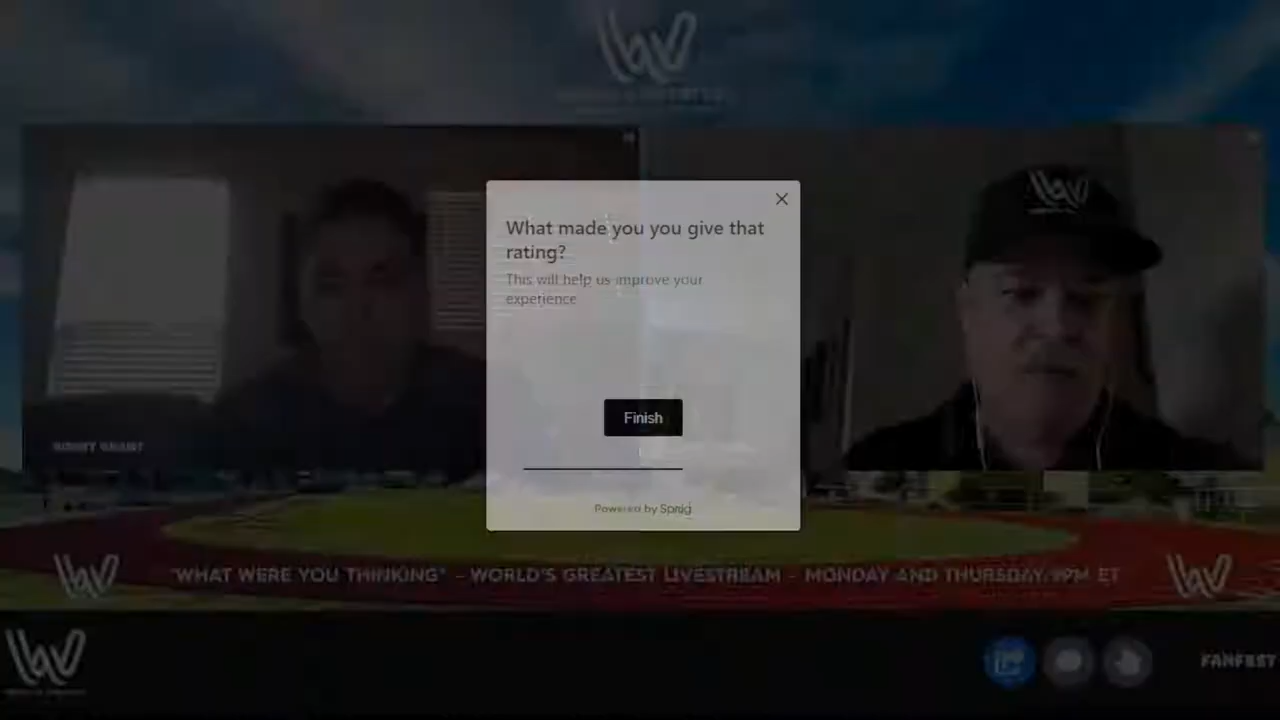 What made you you give that
rating?
This will help us improve your
experience
Finish
Powered by Sprig
"WHAT WERE YOU THINKING" - WORLD'S GREATEST LIVESTREAM - MONDAY AND THURSDAY 9PM ET
FANFEST